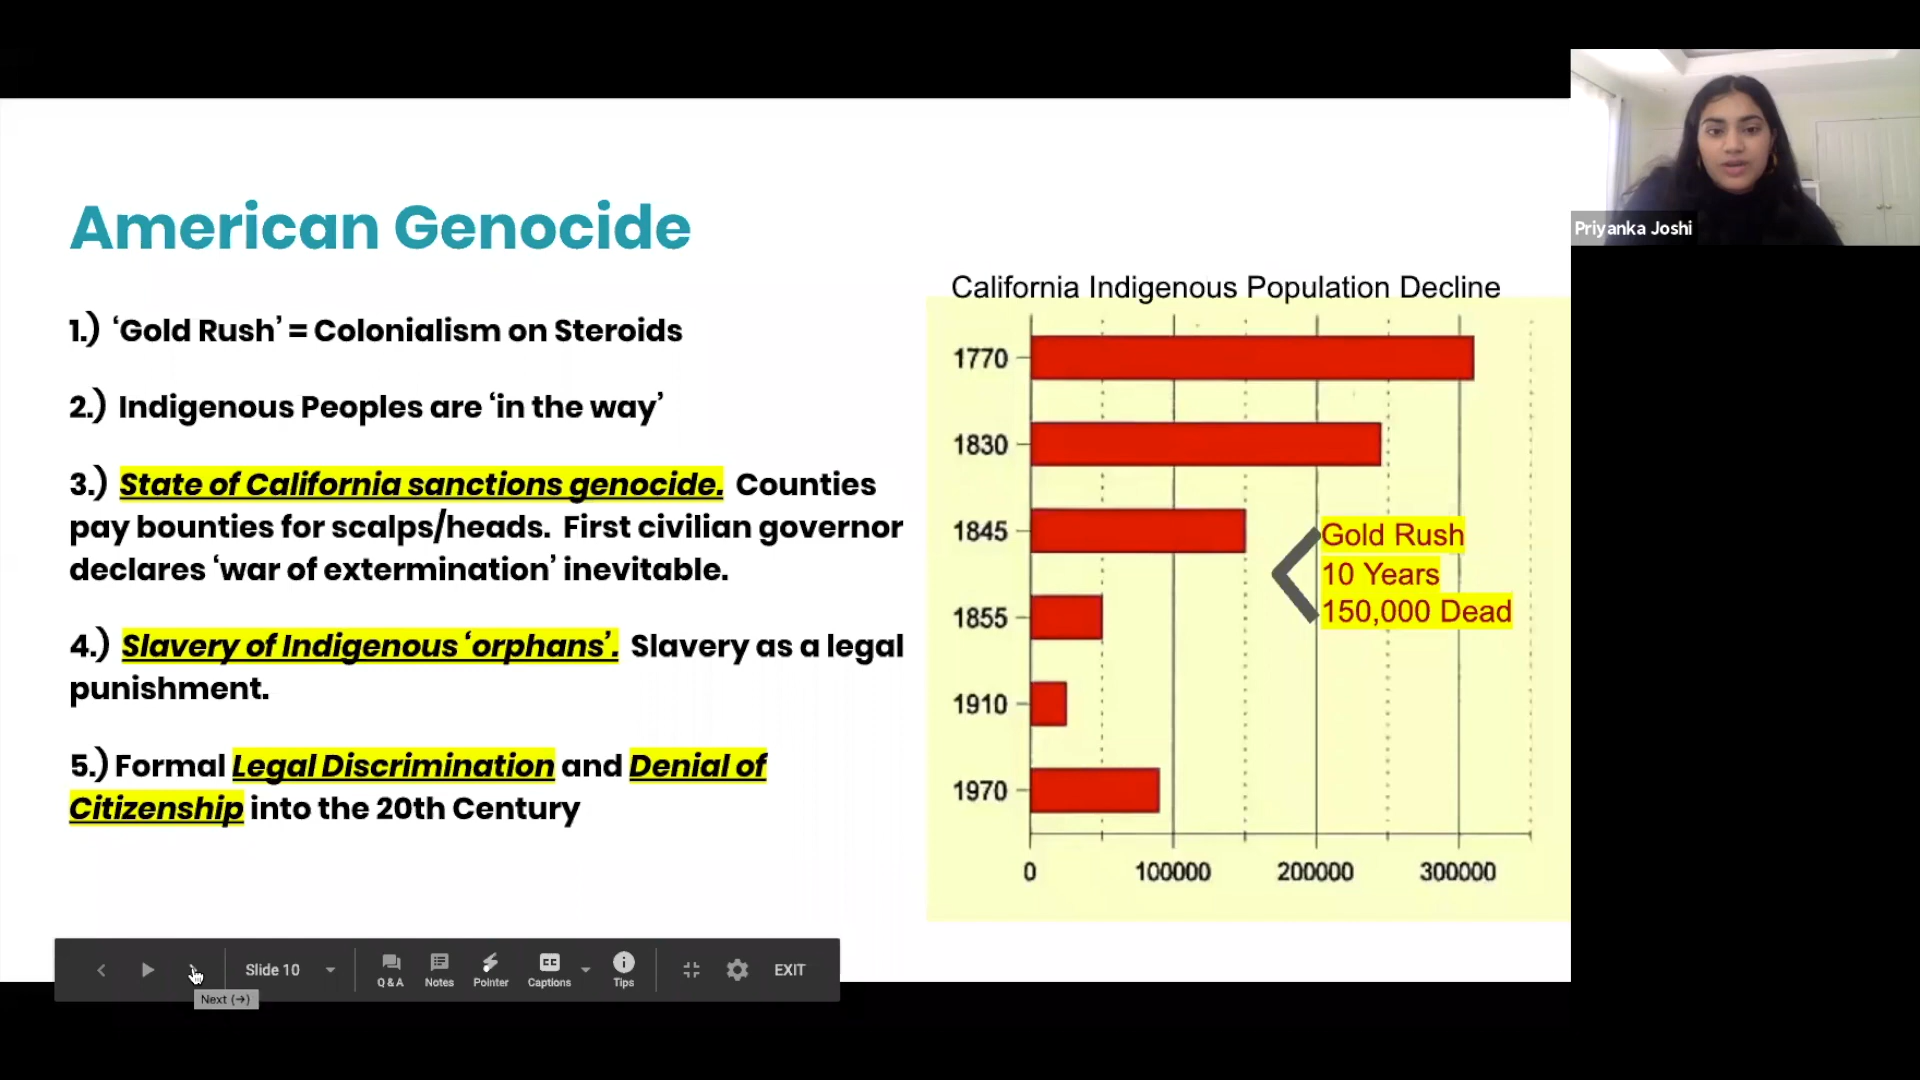 Priyanka Joshi
American Genocide
1.) ‘Gold Rush’ = Colonialism on Steroids
2.) Indigenous Peoples are ‘in the way’
3.) State of California sanctions genocide. Counties
pay bounties for scalps/heads. First civilian governor
declares ‘war of extermination’ inevitable.
4.) Slavery of Indigenous ‘orphans’. Slavery as a legal
punishment.
5.) Formal Legal Discrimination and Denial of
Citizenship into the 20th Century
California Indigenous Population Decline
1770
1830
1845
1855
1910
1970
0 100000 200000 300000
Gold Rush
10 Years
150,000 Dead
Slide 10
Q & A
Notes
Pointer
CC
Captions
Tips
EXIT
Next (→)